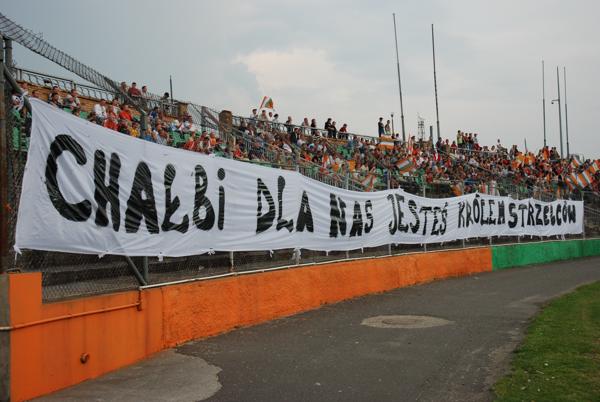 CHAŁBI DLA NAS JESTEŚ KRÓLEM STRZELCÓW